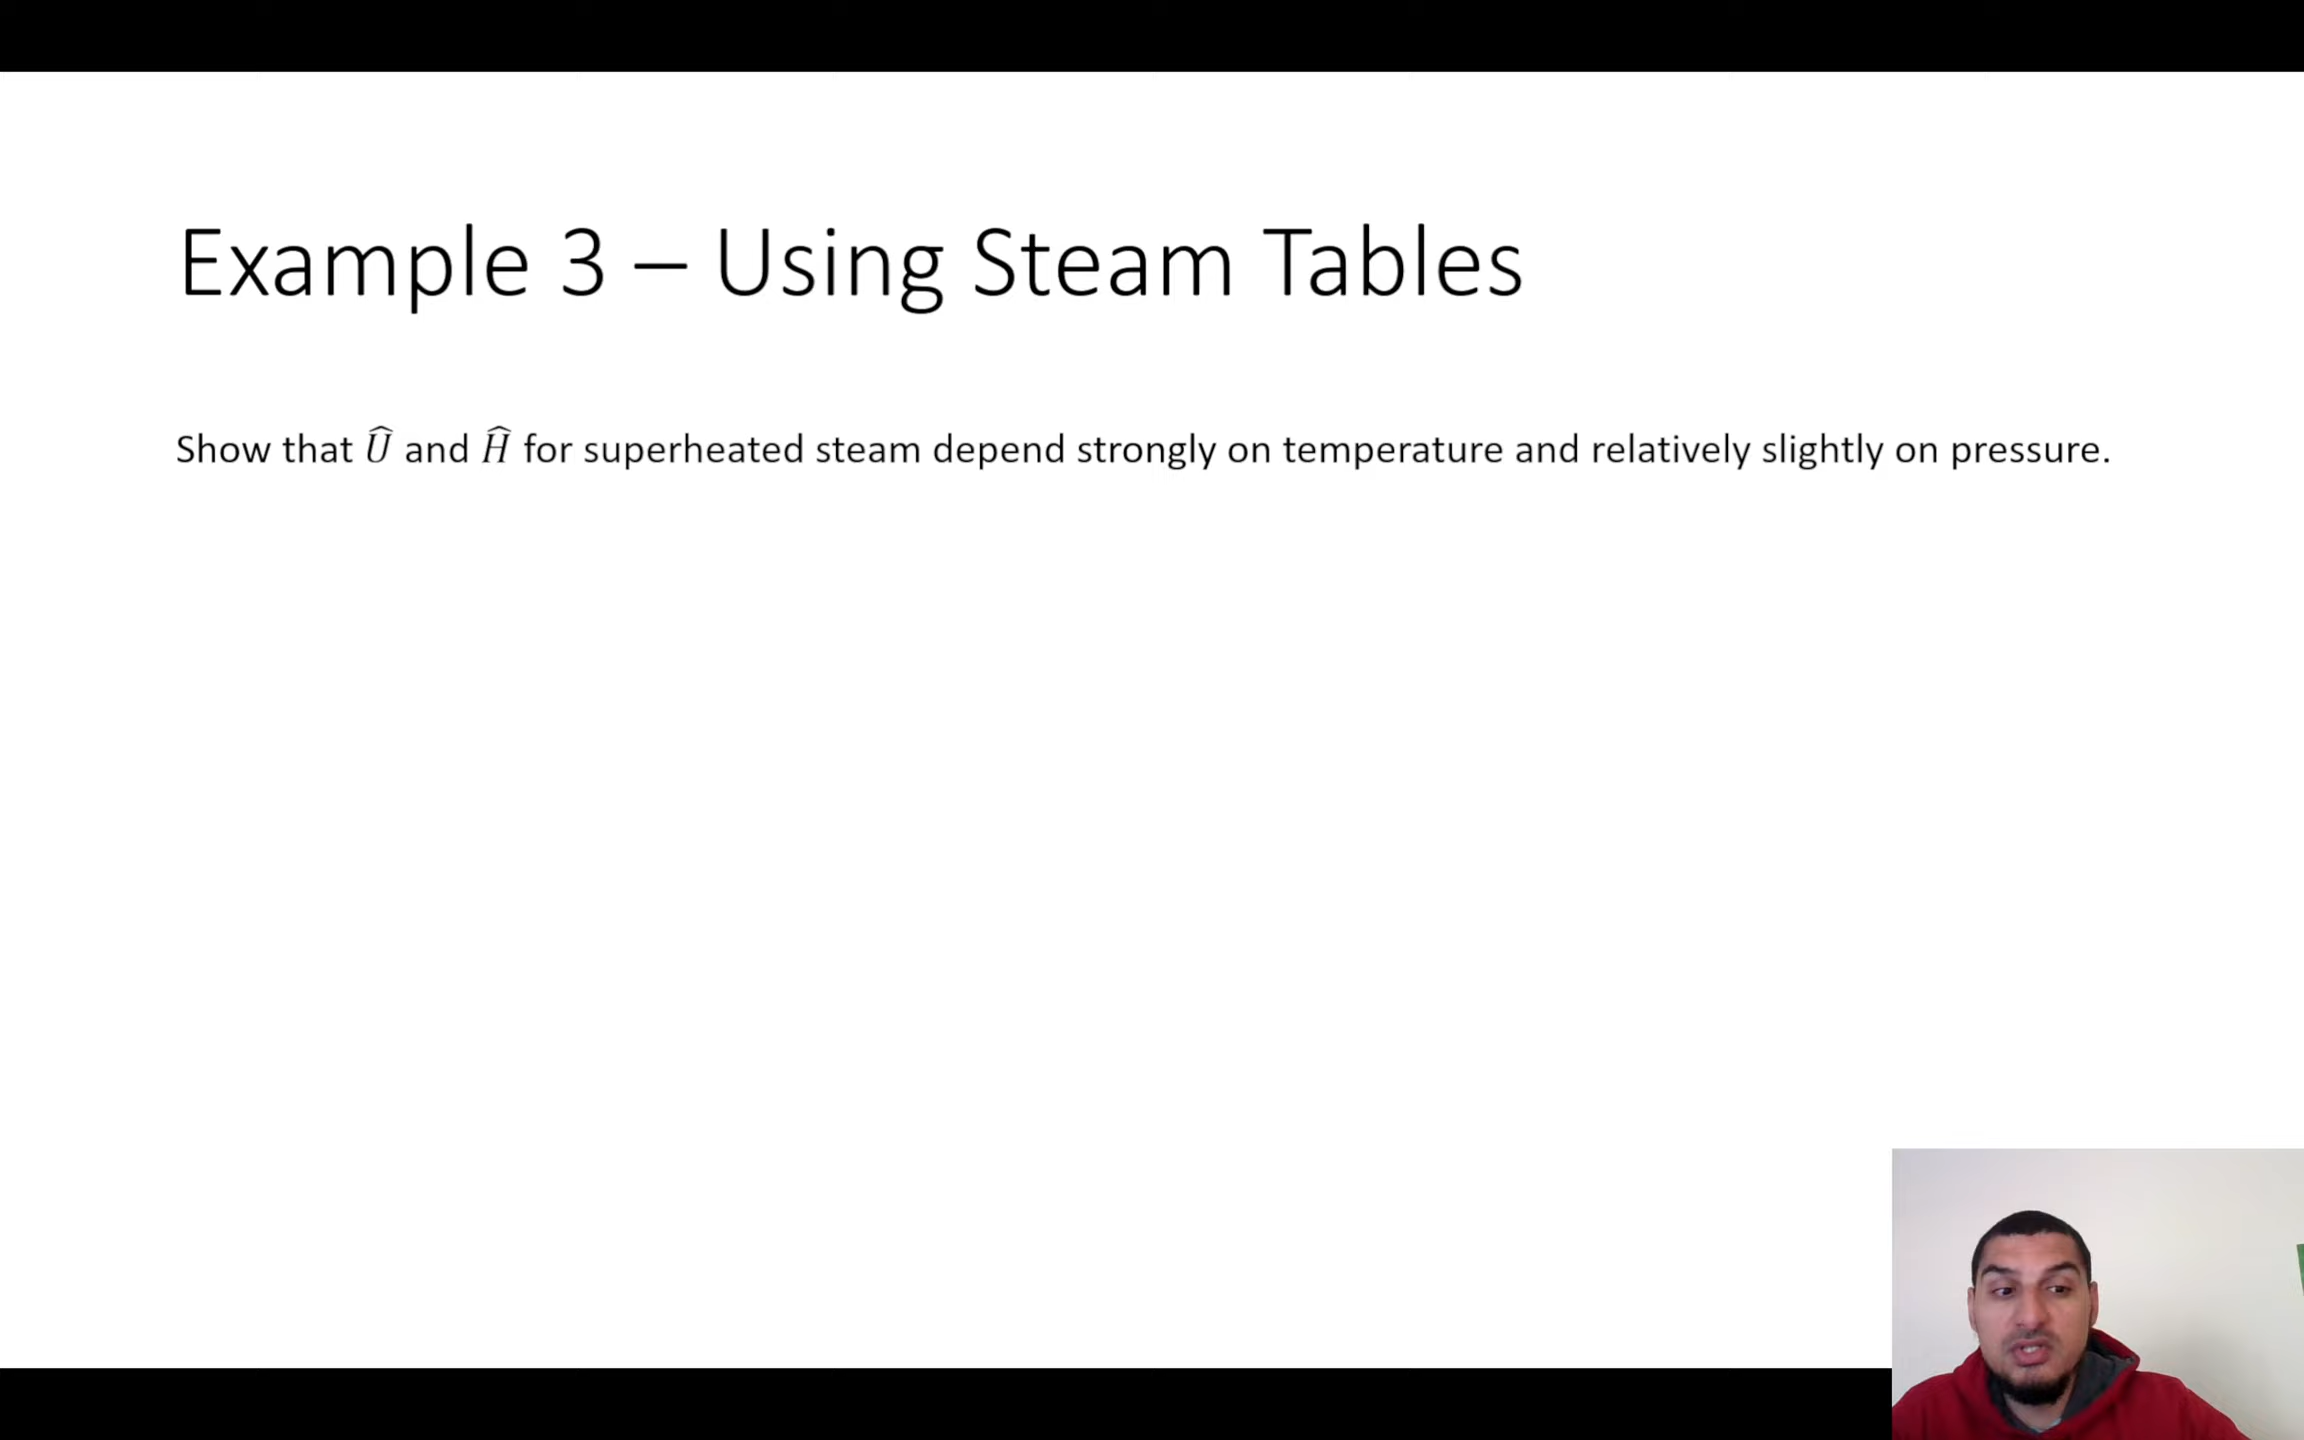 Example 3 – Using Steam Tables
Show that Û and Ĥ for superheated steam depend strongly on temperature and relatively slightly on pressure.